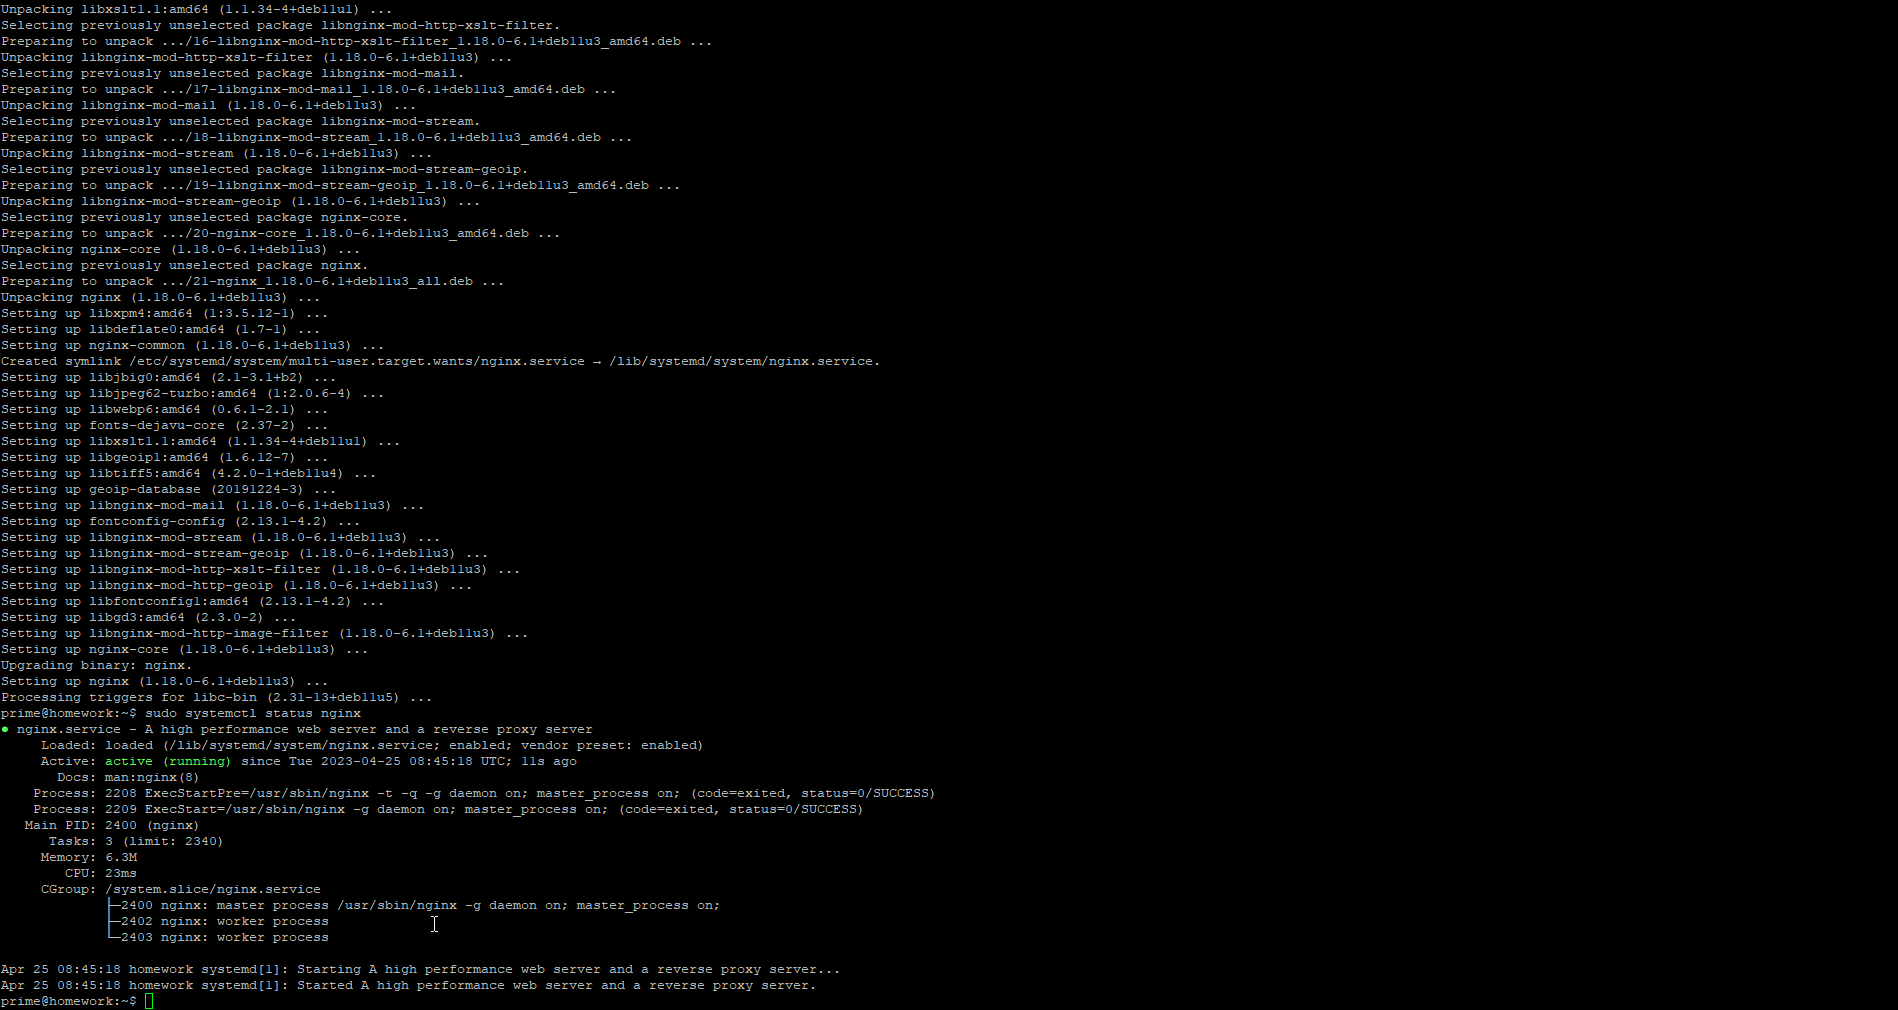 Unpacking libxslt1.1:amd64 (1.1.34-4+deb11u1) ...
Selecting previously unselected package libnginx-mod-http-xslt-filter.
Preparing to unpack .../16-libnginx-mod-http-xslt-filter_1.18.0-6.1+deb11u3_amd64.deb ...
Unpacking libnginx-mod-http-xslt-filter (1.18.0-6.1+deb11u3) ...
Selecting previously unselected package libnginx-mod-mail.
Preparing to unpack .../17-libnginx-mod-mail_1.18.0-6.1+deb11u3_amd64.deb ...
Unpacking libnginx-mod-mail (1.18.0-6.1+deb11u3) ...
Selecting previously unselected package libnginx-mod-stream.
Preparing to unpack .../18-libnginx-mod-stream_1.18.0-6.1+deb11u3_amd64.deb ...
Unpacking libnginx-mod-stream (1.18.0-6.1+deb11u3) ...
Selecting previously unselected package libnginx-mod-stream-geoip.
Preparing to unpack .../19-libnginx-mod-stream-geoip_1.18.0-6.1+deb11u3_amd64.deb ...
Unpacking libnginx-mod-stream-geoip (1.18.0-6.1+deb11u3) ...
Selecting previously unselected package nginx-core.
Preparing to unpack .../20-nginx-core_1.18.0-6.1+deb11u3_amd64.deb ...
Unpacking nginx-core (1.18.0-6.1+deb11u3) ...
Selecting previously unselected package nginx.
Preparing to unpack .../21-nginx_1.18.0-6.1+deb11u3_all.deb ...
Unpacking nginx (1.18.0-6.1+deb11u3) ...
Setting up libxpm4:amd64 (1:3.5.12-1) ...
Setting up libdeflate0:amd64 (1.7-1) ...
Setting up nginx-common (1.18.0-6.1+deb11u3) ...
Created symlink /etc/systemd/system/multi-user.target.wants/nginx.service → /lib/systemd/system/nginx.service.
Setting up libjbig0:amd64 (2.1-3.1+b2) ...
Setting up libjpeg62-turbo:amd64 (1:2.0.6-4) ...
Setting up libwebp6:amd64 (0.6.1-2.1) ...
Setting up fonts-dejavu-core (2.37-2) ...
Setting up libxslt1.1:amd64 (1.1.34-4+deb11u1) ...
Setting up libgeoip1:amd64 (1.6.12-7) ...
Setting up libtiff5:amd64 (4.2.0-1+deb11u4) ...
Setting up geoip-database (20191224-3) ...
Setting up libnginx-mod-mail (1.18.0-6.1+deb11u3) ...
Setting up fontconfig-config (2.13.1-4.2) ...
Setting up libnginx-mod-stream (1.18.0-6.1+deb11u3) ...
Setting up libnginx-mod-stream-geoip (1.18.0-6.1+deb11u3) ...
Setting up libnginx-mod-http-xslt-filter (1.18.0-6.1+deb11u3) ...
Setting up libnginx-mod-http-geoip (1.18.0-6.1+deb11u3) ...
Setting up libfontconfig1:amd64 (2.13.1-4.2) ...
Setting up libgd3:amd64 (2.3.0-2) ...
Setting up libnginx-mod-http-image-filter (1.18.0-6.1+deb11u3) ...
Setting up nginx-core (1.18.0-6.1+deb11u3) ...
Upgrading binary: nginx.
Setting up nginx (1.18.0-6.1+deb11u3) ...
Processing triggers for libc-bin (2.31-13+deb11u5) ...
prime@homework:~$ sudo systemctl status nginx
● nginx.service - A high performance web server and a reverse proxy server
Loaded: loaded (/lib/systemd/system/nginx.service; enabled; vendor preset: enabled)
Active: active (running) since Tue 2023-04-25 08:45:18 UTC; 11s ago
Docs: man:nginx(8)
Process: 2208 ExecStartPre=/usr/sbin/nginx -t -q -g daemon on; master_process on; (code=exited, status=0/SUCCESS)
Process: 2209 ExecStart=/usr/sbin/nginx -g daemon on; master_process on; (code=exited, status=0/SUCCESS)
Main PID: 2400 (nginx)
Tasks: 3 (limit: 2340)
Memory: 6.3M
CPU: 23ms
CGroup: /system.slice/nginx.service
├─2400 nginx: master process /usr/sbin/nginx -g daemon on; master_process on;
├─2402 nginx: worker process
└─2403 nginx: worker process
Apr 25 08:45:18 homework systemd[1]: Starting A high performance web server and a reverse proxy server...
Apr 25 08:45:18 homework systemd[1]: Started A high performance web server and a reverse proxy server.
prime@homework:~$